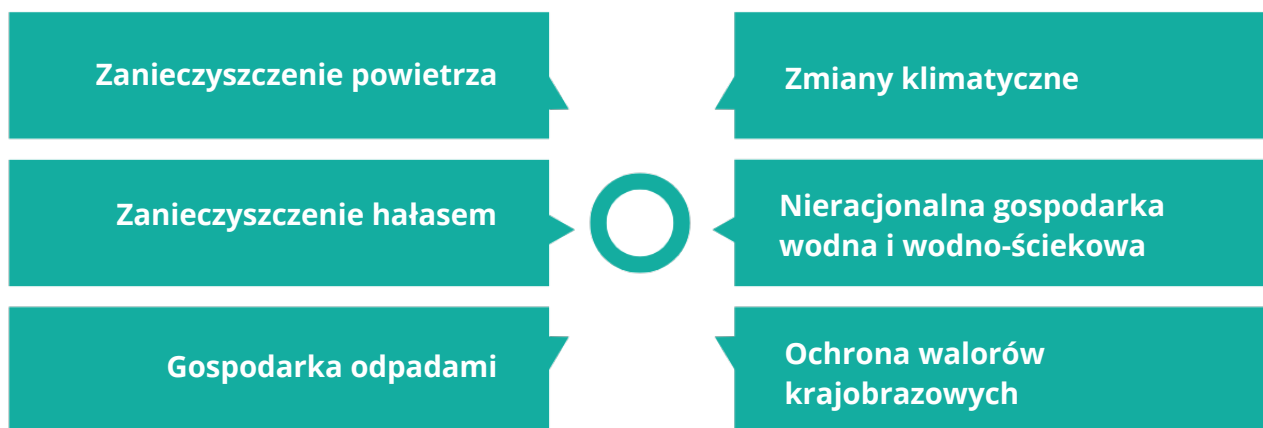 Zanieczyszczenie powietrza
Zmiany klimatyczne
Zanieczyszczenie hałasem
Nieracjonalna gospodarka
wodna i wodno-ściekowa
Gospodarka odpadami
Ochrona walorów
krajobrazowych